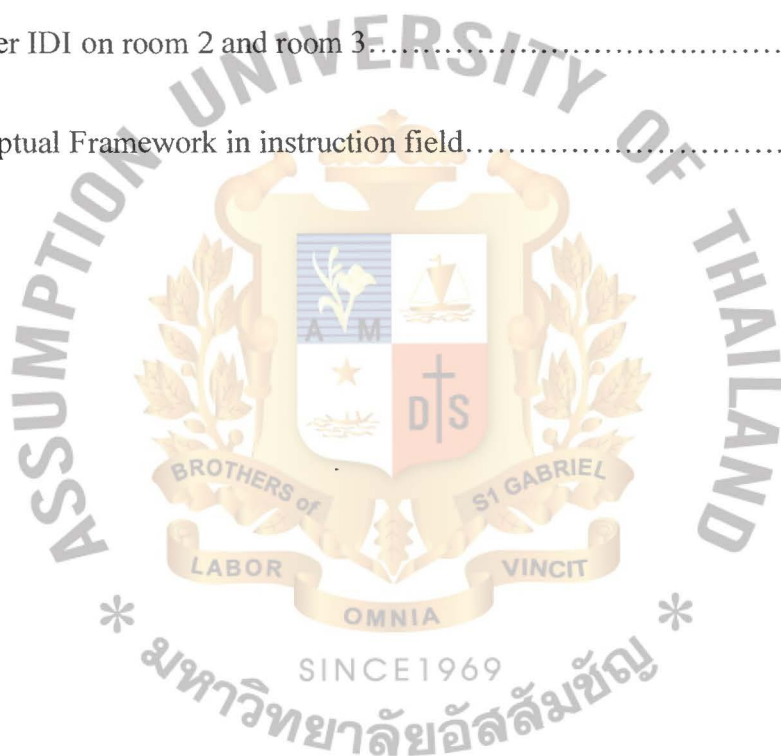 er IDI on room 2 and room 3……………………………………
ptual Framework in instruction field……………………………
ASSUMPTION UNIVERSITY OF THAILAND
A M
D S
BROTHERS of S1 GABRIEL
LABOR VINCIT
OMNIA
* SINCE1969 *
มหาวิทยาลัยอัสสัมชัญ